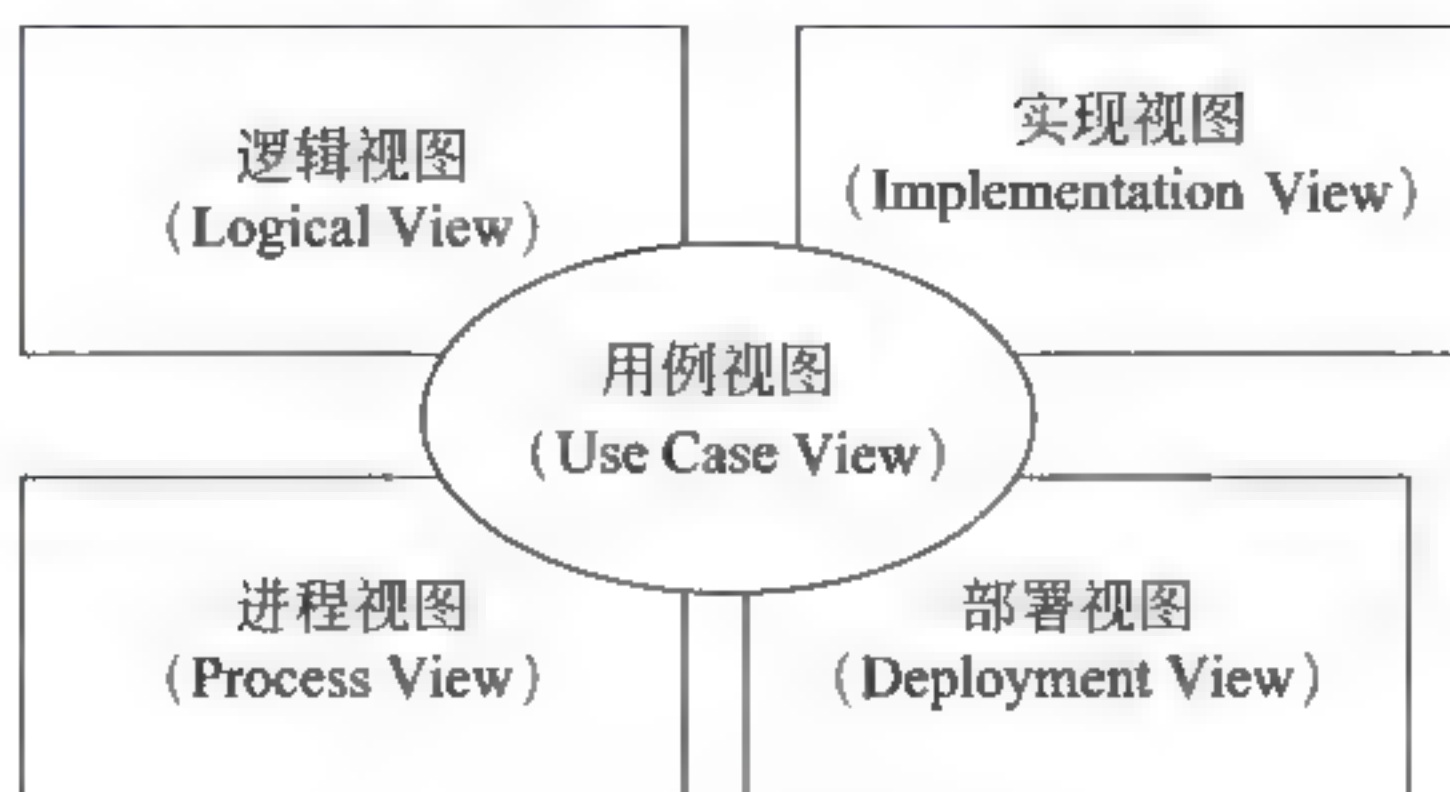 逻辑视图
(Logical View)
实现视图
(Implementation View)
用例视图
(Use Case View)
进程视图
(Process View)
部署视图
(Deployment View)